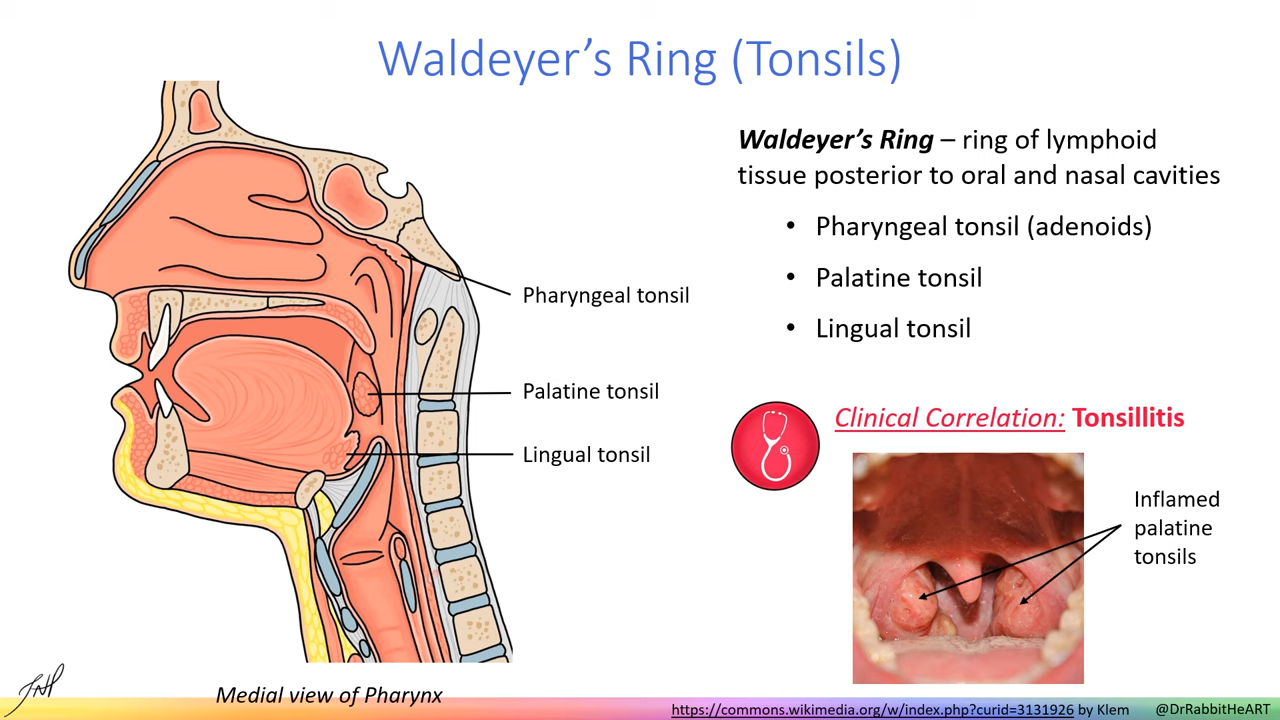 Waldeyer’s Ring (Tonsils)
Waldeyer’s Ring – ring of lymphoid
tissue posterior to oral and nasal cavities
• Pharyngeal tonsil (adenoids)
• Palatine tonsil
• Lingual tonsil
Pharyngeal tonsil
Palatine tonsil
Lingual tonsil
Clinical Correlation: Tonsillitis
Inflamed
palatine
tonsils
Medial view of Pharynx
https://commons.wikimedia.org/w/index.php?curid=3131926 by Klem
@DrRabbitHeART